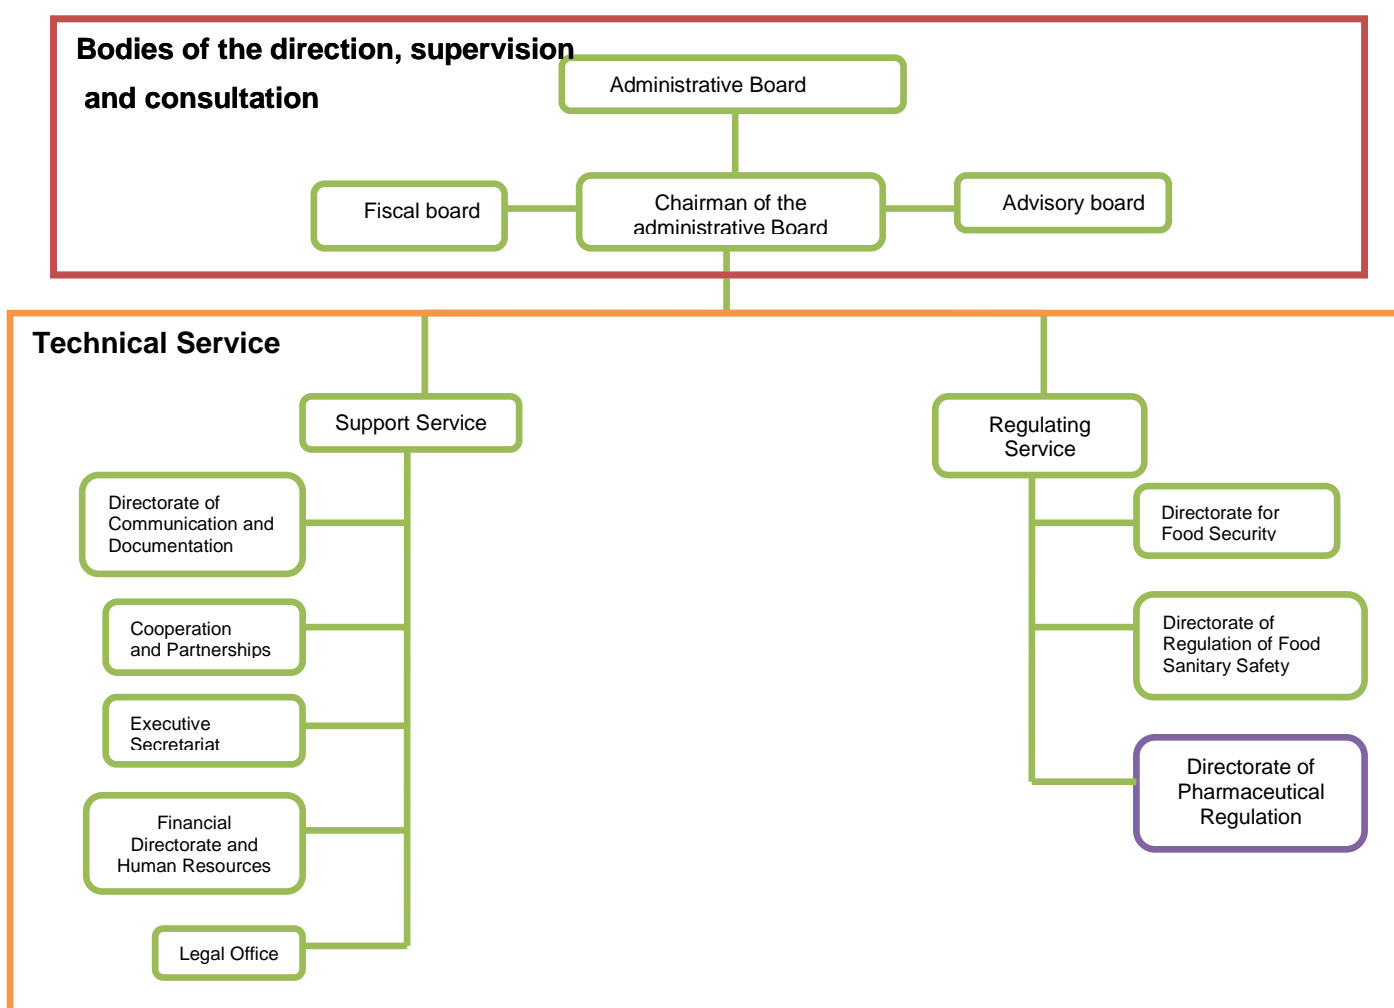 Bodies of the direction, supervision
and consultation
Administrative Board
Fiscal board
Chairman of the
administrative Board
Advisory board
Technical Service
Support Service
Regulating
Service
Directorate of
Communication and
Documentation
Cooperation
and Partnerships
Executive
Secretariat
Financial
Directorate and
Human Resources
Legal Office
Directorate for
Food Security
Directorate of
Regulation of Food
Sanitary Safety
Directorate of
Pharmaceutical
Regulation